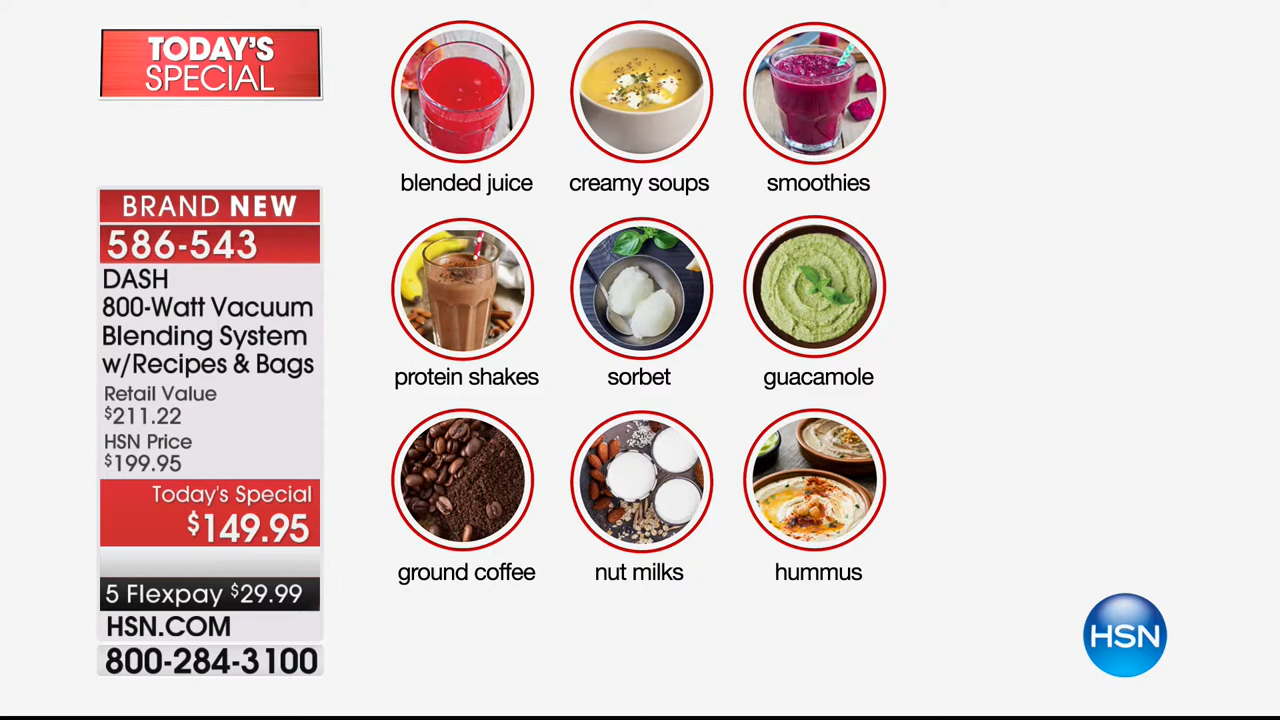 TODAY'S
SPECIAL
BRAND NEW
586-543
DASH
800-Watt Vacuum
Blending System
w/Recipes & Bags
Retail Value
$211.22
HSN Price
$199.95
Today's Special
$149.95
5 Flexpay $29.99
HSN.COM
800-284-3100
blended juice
creamy soups
smoothies
protein shakes
sorbet
guacamole
ground coffee
nut milks
hummus
HSN